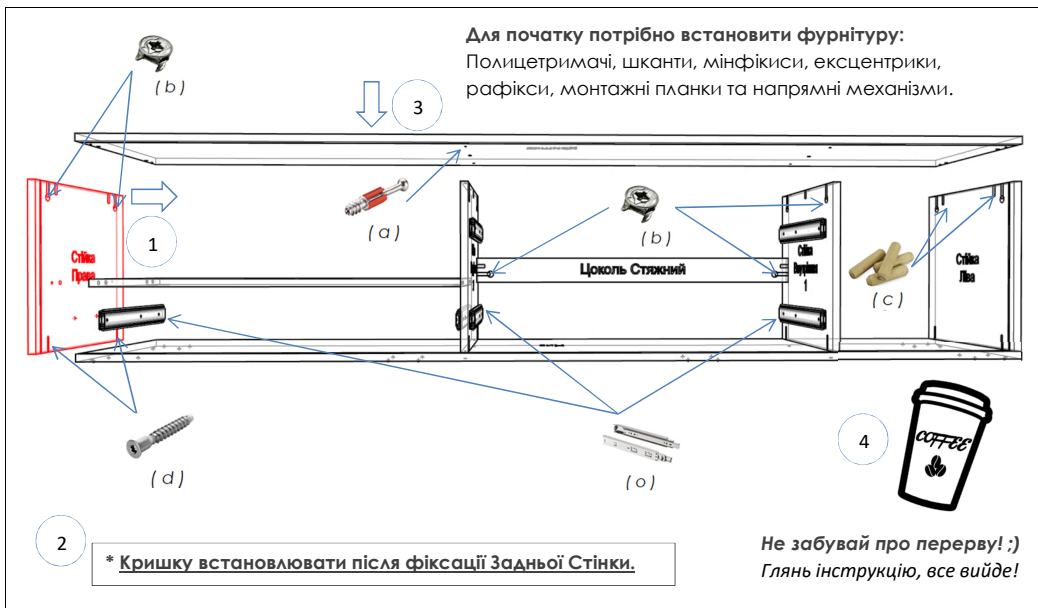 Для початку потрібно встановити фурнітуру:
Полицетримачі, шканти, мінфікиси, ексцентрики,
рафікси, монтажні планки та напрямні механізми.
( b )
3
1
( a )
( b )
( c )
Стійка
Права
Цоколь Стяжний
Стійка
1
Стійка
Ліва
( d )
( o )
4
COFFEE
2
* Кришку встановлювати після фіксації Задньої Стінки.
Не забувай про перерву! ;)
Глянь інструкцію, все вийде!